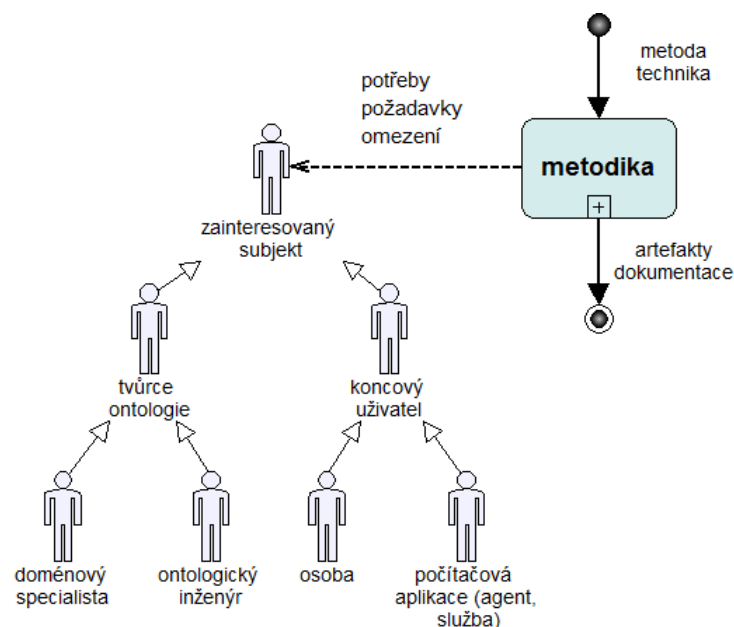 metoda
technika
potřeby
požadavky
omezení
metodika
zainteresovaný
subjekt
artefakty
dokumentace
tvůrce
ontologie
koncový
uživatel
doménový
specialista
ontologický
inženýr
osoba
počítačová
aplikace (agent,
služba)